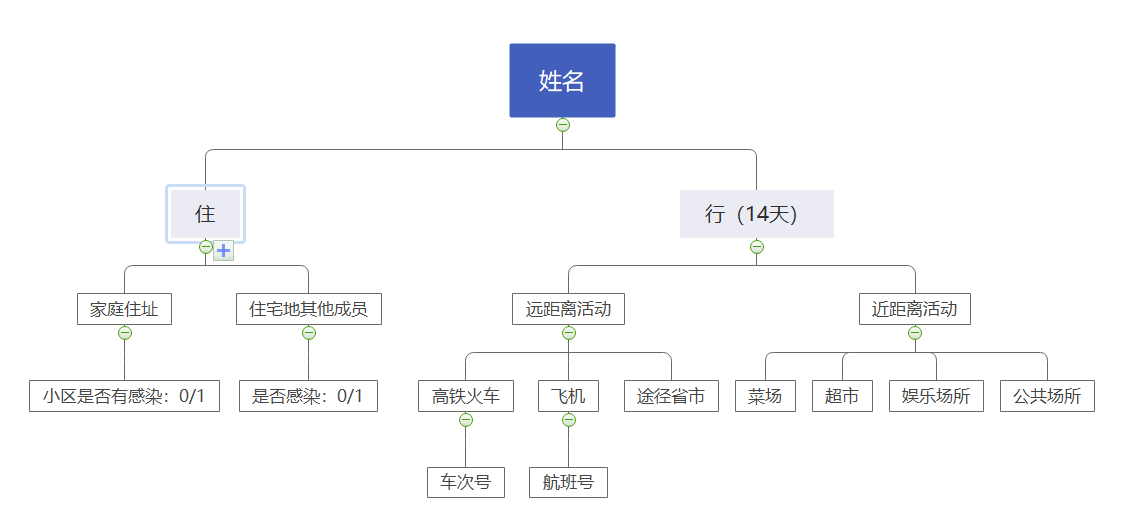 姓名
住
行（14天）
家庭住址
住宅地其他成员
远距离活动
近距离活动
小区是否有感染：0/1
是否感染：0/1
高铁火车
飞机
途径省市
菜场
超市
娱乐场所
公共场所
车次号
航班号